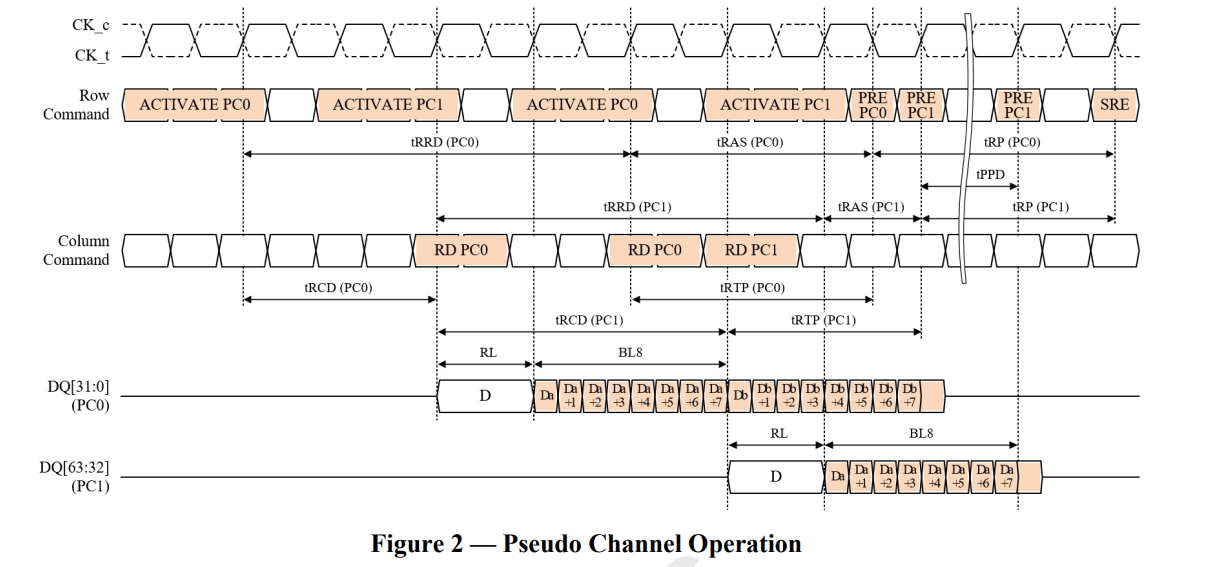 CK_c
CK_t
Row
Command
ACTIVATE PC0
ACTIVATE PC1
ACTIVATE PC0
ACTIVATE PC1
PRE
PC0
PRE
PC1
PRE
PC1
SRE
tRRD (PC0)
tRAS (PC0)
tRP (PC0)
tPPD
tRRD (PC1)
tRAS (PC1)
tRP (PC1)
Column
Command
RD PC0
RD PC0
RD PC1
tRCD (PC0)
tRTP (PC0)
tRCD (PC1)
tRTP (PC1)
RL
BL8
DQ[31:0]
(PC0)
D
Da
Da
+1
Da
+2
Da
+3
Da
+4
Da
+5
Da
+6
Da
+7
Db
Db
+1
Db
+2
Db
+3
Db
+4
Db
+5
Db
+6
Db
+7
RL
BL8
DQ[63:32]
(PC1)
D
Da
Da
+1
Da
+2
Da
+3
Da
+4
Da
+5
Da
+6
Da
+7
Figure 2 — Pseudo Channel Operation